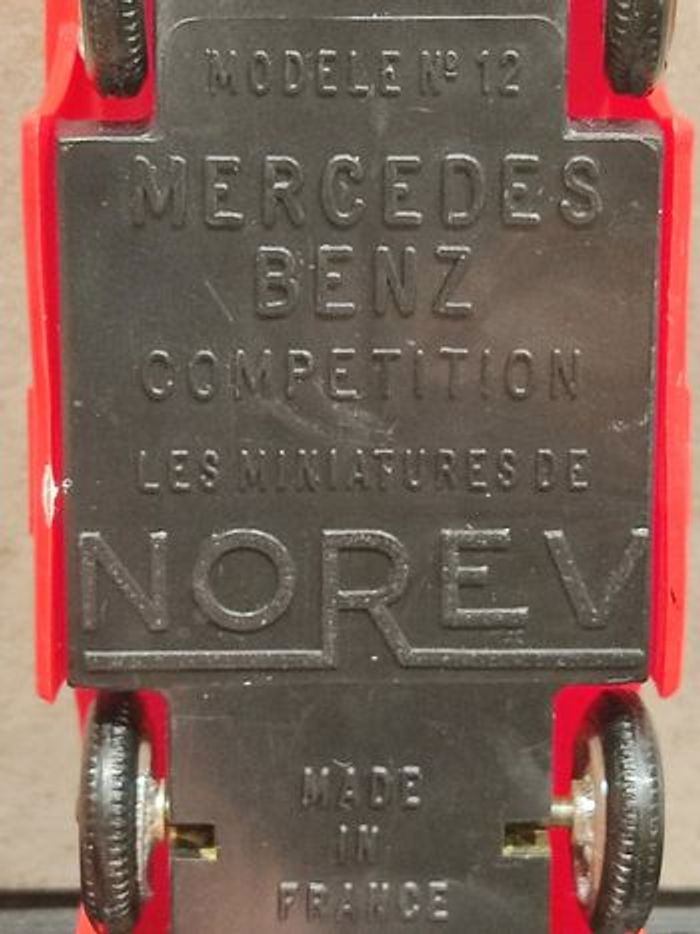 MODELE Nº 12
MERCEDES
BENZ
COMPETITION
LES MINIATURES DE
NOREV
MADE
IN
FRANCE